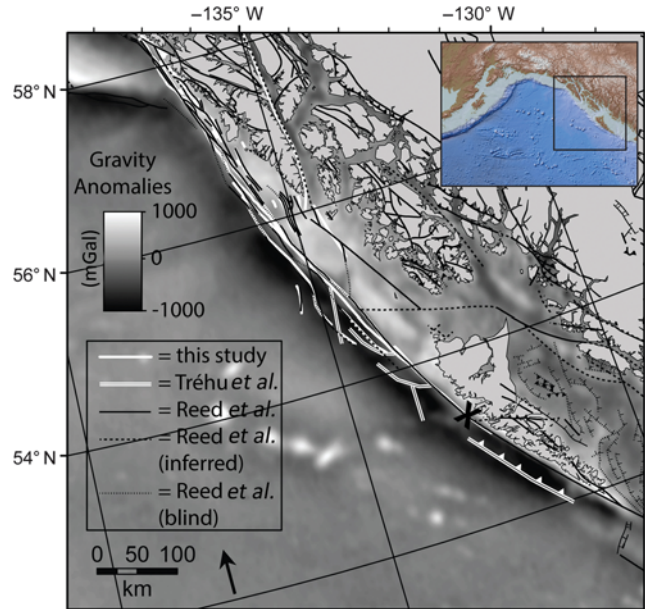 −135° W
−130° W
58° N
56° N
54° N
Gravity
Anomalies
1000
0
-1000
(mGal)
= this study
= Tréhu et al.
= Reed et al.
= Reed et al.
(inferred)
= Reed et al.
(blind)
0 50 100
km
X